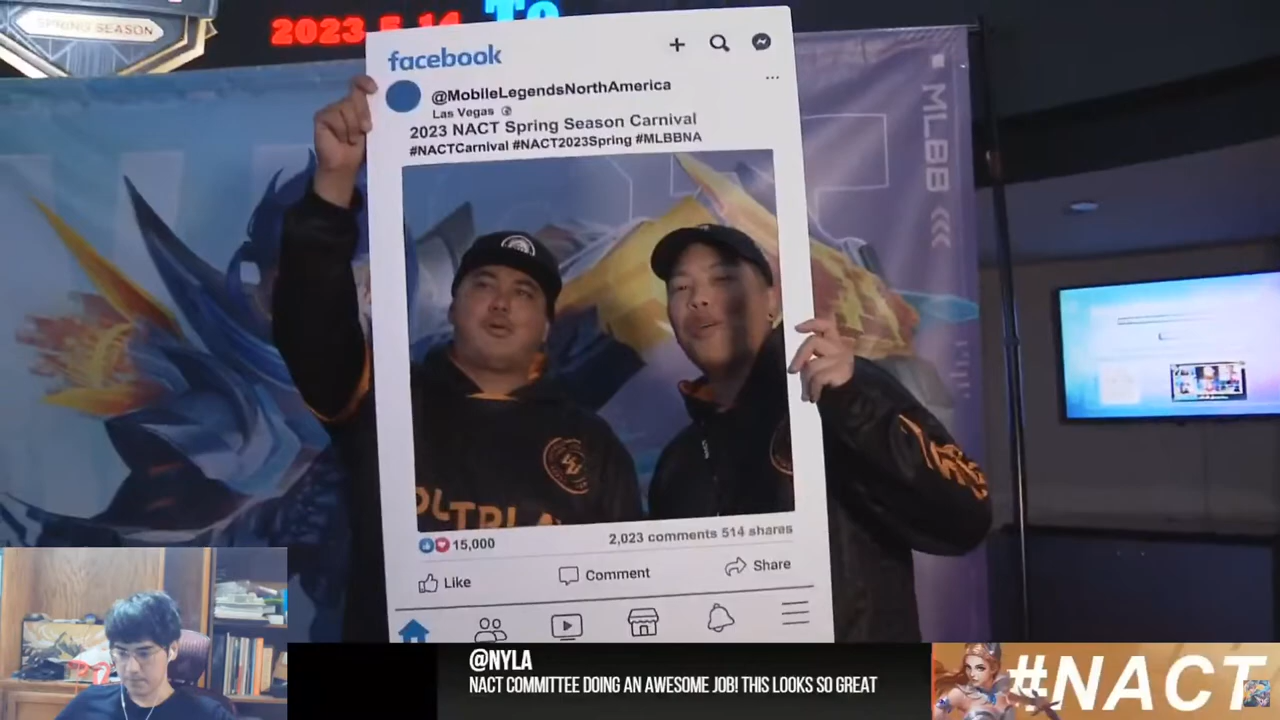 SPRING SEASON
2023.5.14
To
facebook
@MobileLegendsNorthAmerica
Las Vegas
2023 NACT Spring Season Carnival
#NACTCarnival #NACT2023Spring #MLBBNA
MLBB
15,000
2,023 comments 514 shares
Like
Comment
Share
@NYLA
NACT COMMITTEE DOING AN AWESOME JOB! THIS LOOKS SO GREAT
#NACT